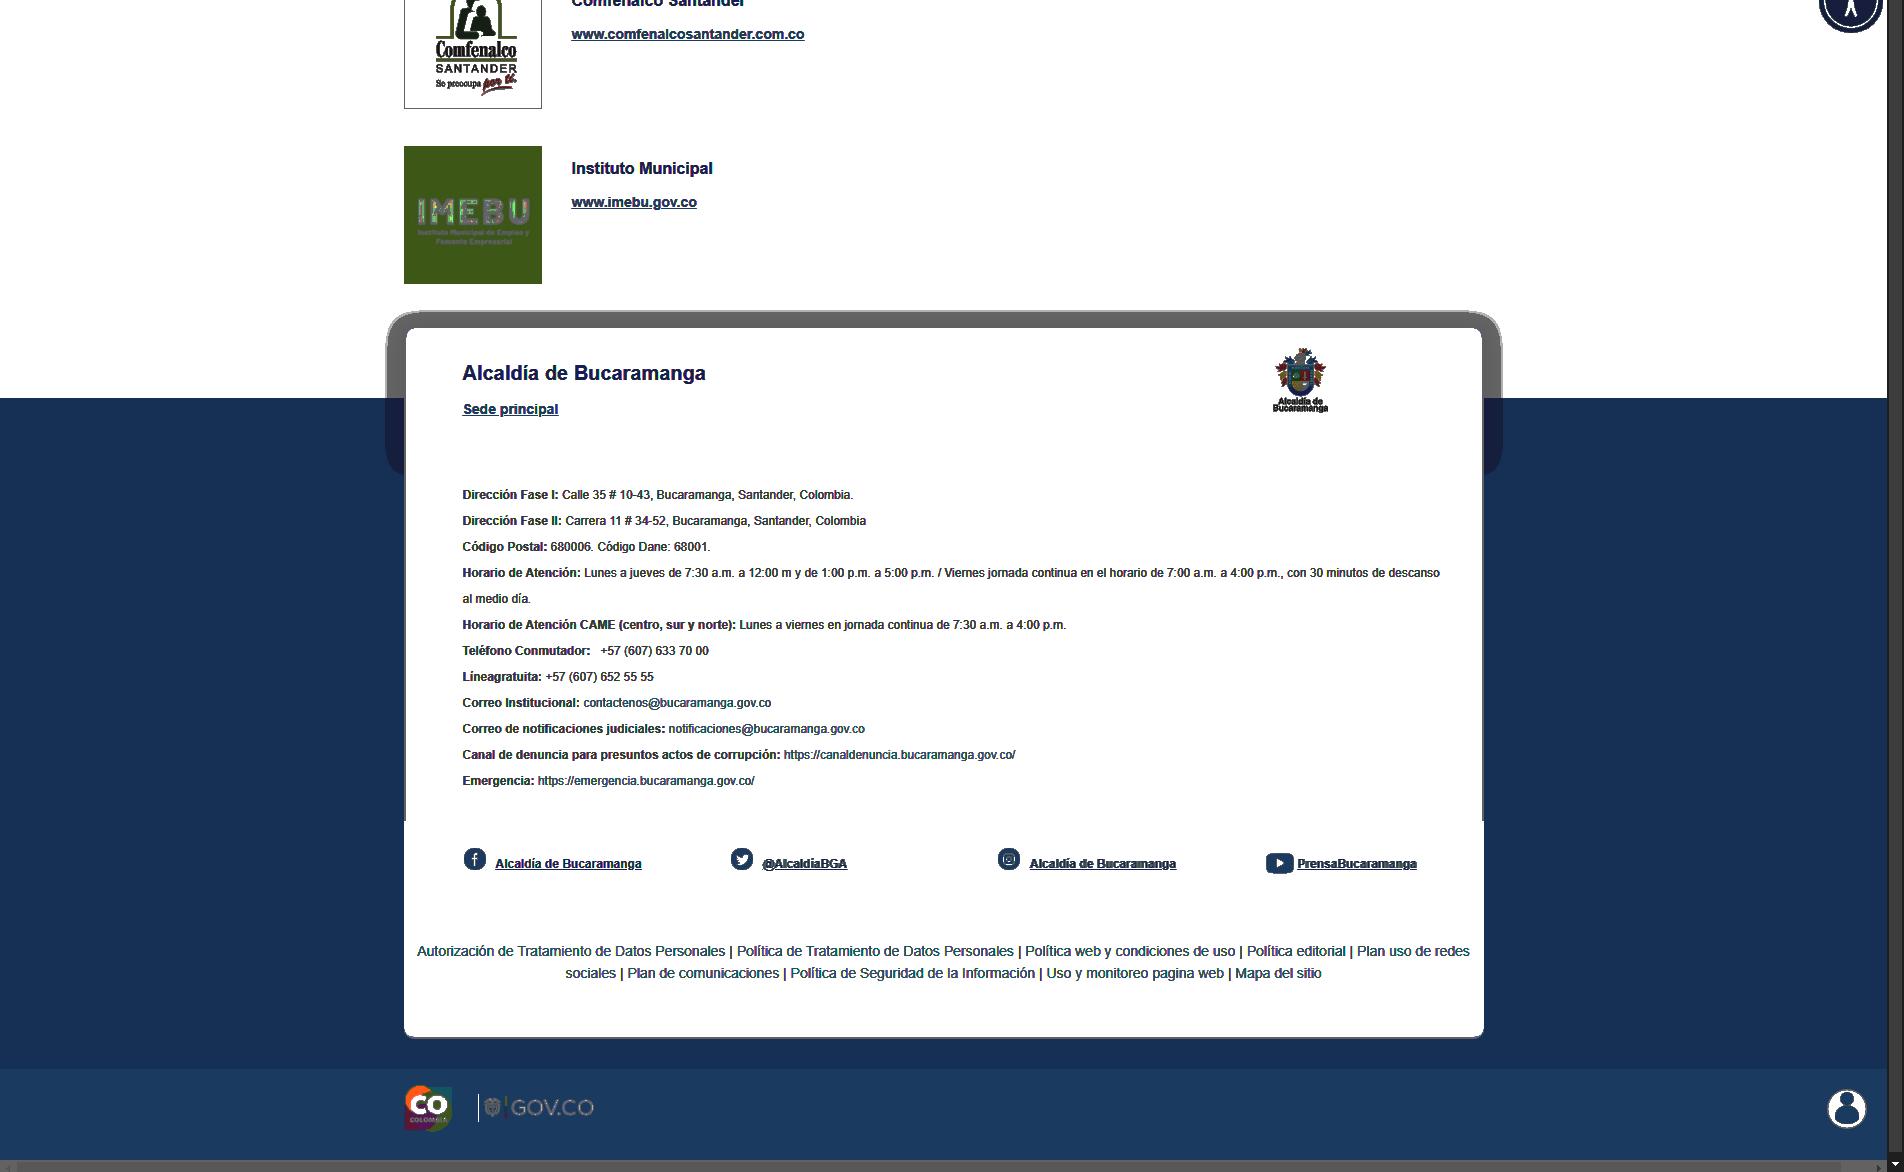 Comfenalco Santander
www.comfenalcosantander.com.co
Comfenalco
SANTANDER
Se preocupa por ti.
Instituto Municipal
www.imebu.gov.co
IMEBU
Instituto Municipal de Empleo y
Fomento Empresarial
Alcaldía de Bucaramanga
Sede principal
Alcaldía de
Bucaramanga
Dirección Fase I: Calle 35 # 10-43, Bucaramanga, Santander, Colombia.
Dirección Fase II: Carrera 11 # 34-52, Bucaramanga, Santander, Colombia
Código Postal: 680006. Código Dane: 68001.
Horario de Atención: Lunes a jueves de 7:30 a.m. a 12:00 m y de 1:00 p.m. a 5:00 p.m. / Viernes jornada continua en el horario de 7:00 a.m. a 4:00 p.m., con 30 minutos de descanso
al medio día.
Horario de Atención CAME (centro, sur y norte): Lunes a viernes en jornada continua de 7:30 a.m. a 4:00 p.m.
Teléfono Conmutador: +57 (607) 633 70 00
Líneagratuita: +57 (607) 652 55 55
Correo Institucional: contactenos@bucaramanga.gov.co
Correo de notificaciones judiciales: notificaciones@bucaramanga.gov.co
Canal de denuncia para presuntos actos de corrupción: https://canaldenuncia.bucaramanga.gov.co/
Emergencia: https://emergencia.bucaramanga.gov.co/
Alcaldía de Bucaramanga
@AlcaldiaBGA
Alcaldía de Bucaramanga
PrensaBucaramanga
Autorización de Tratamiento de Datos Personales | Política de Tratamiento de Datos Personales | Política web y condiciones de uso | Política editorial | Plan uso de redes
sociales | Plan de comunicaciones | Política de Seguridad de la Información | Uso y monitoreo pagina web | Mapa del sitio
CO
COLOMBIA
GOV.CO